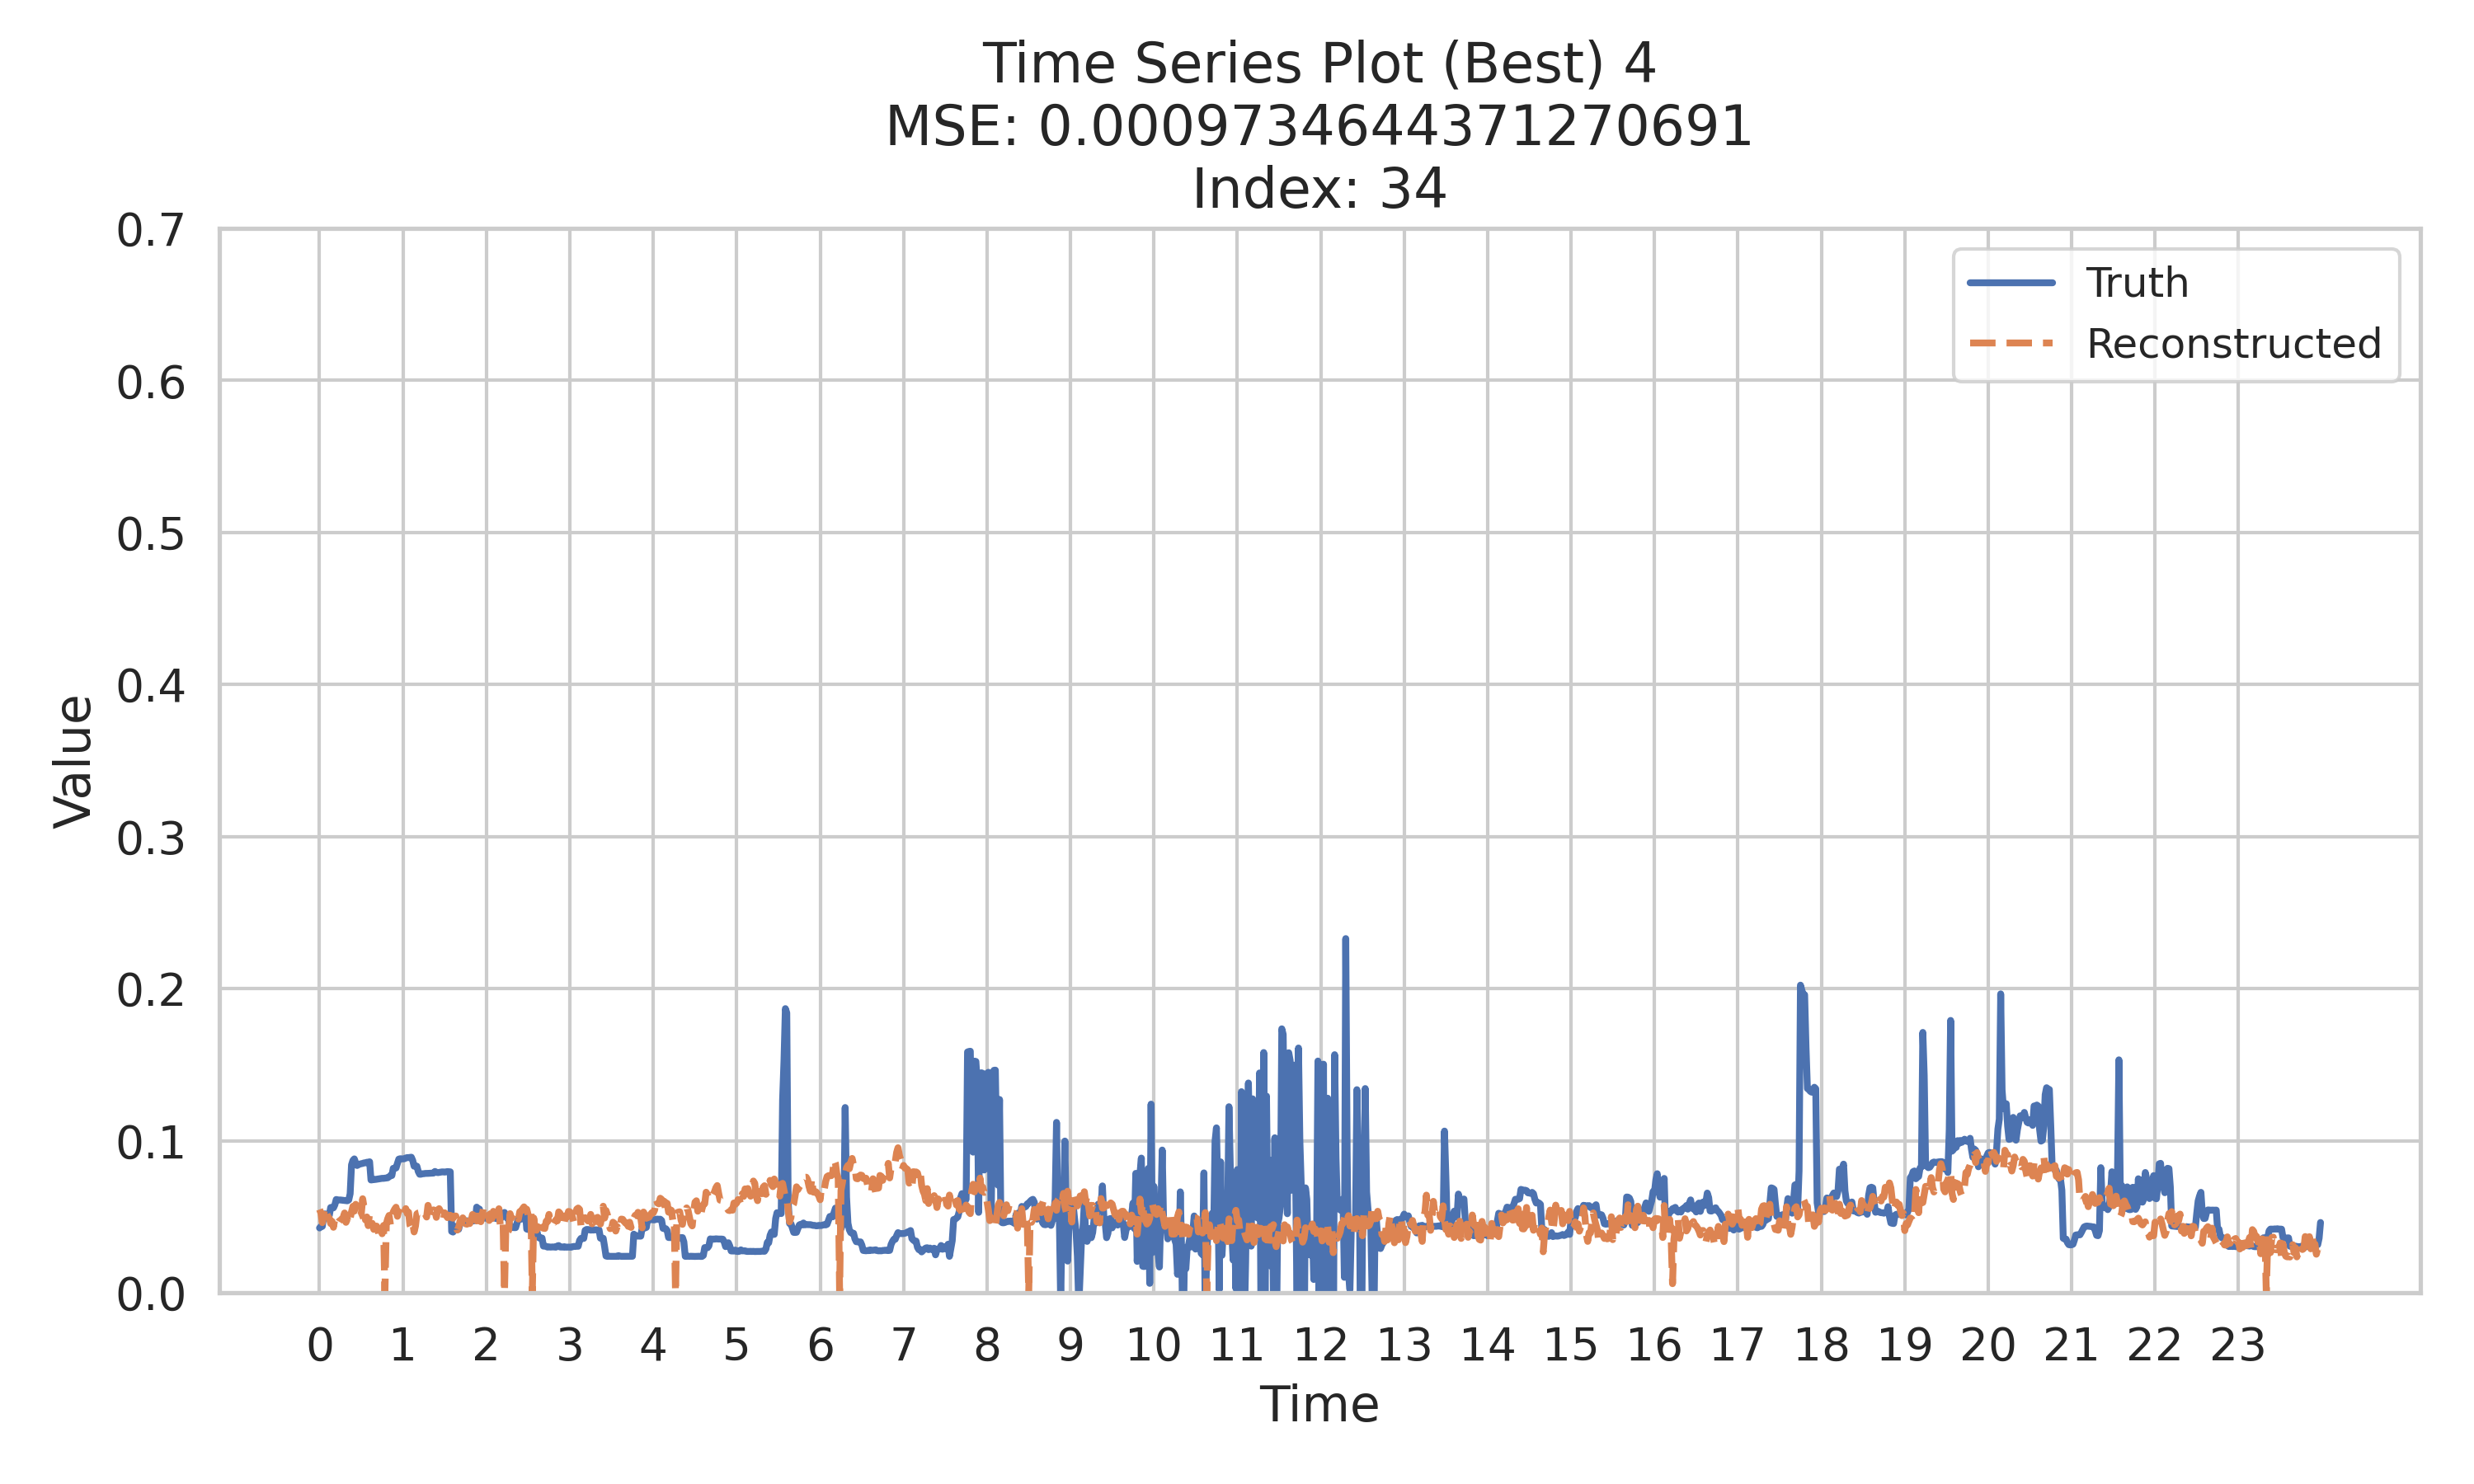 Time Series Plot (Best) 4
MSE: 0.0009734644371270691
Index: 34
0.7
0.6
0.5
0.4
0.3
0.2
0.1
0.0
Value
Truth
Reconstructed
0 1 2 3 4 5 6 7 8 9 10 11 12 13 14 15 16 17 18 19 20 21 22 23
Time